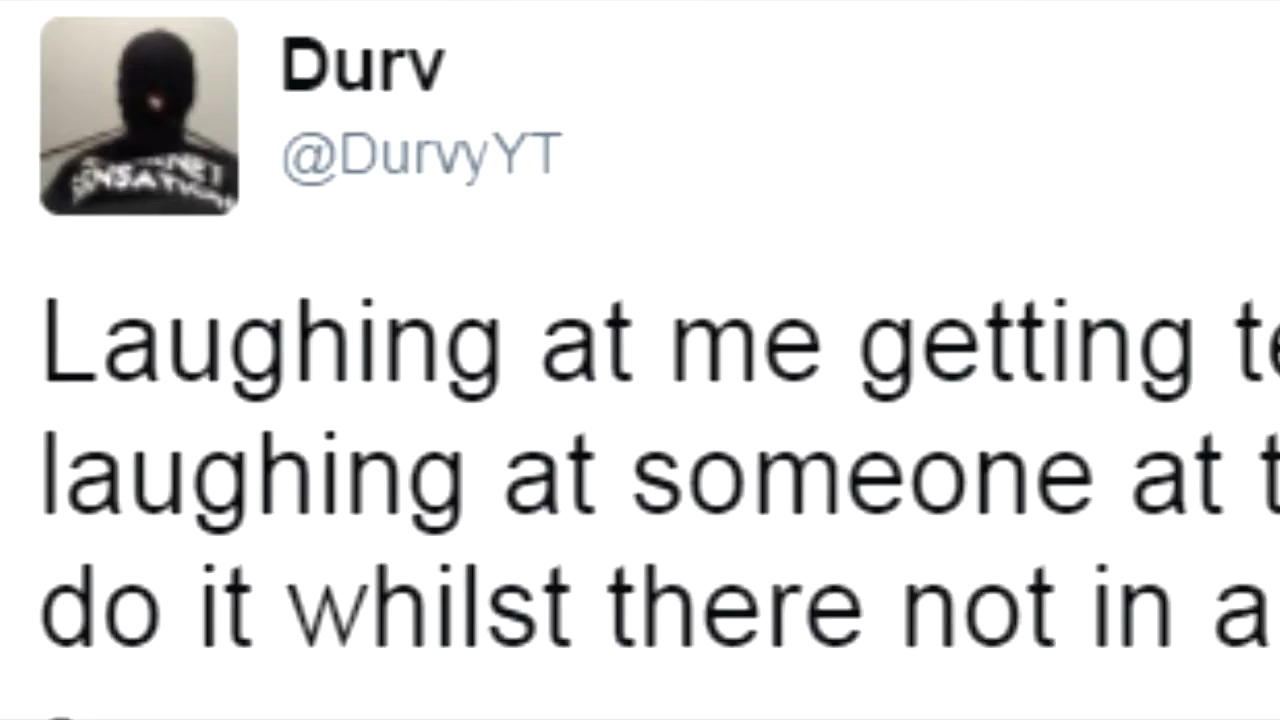 Durv
@DurvyYT
Laughing at me getting
laughing at someone at
do it whilst there not in a